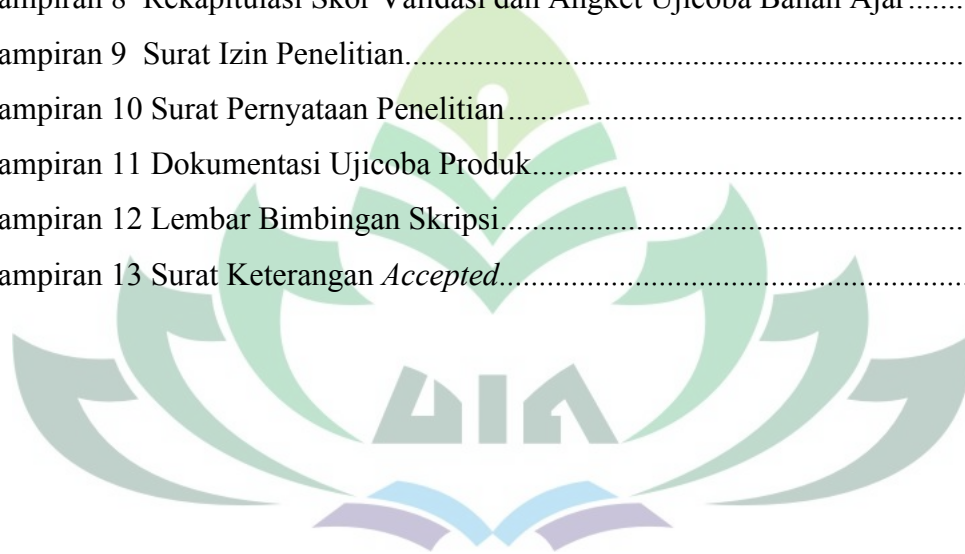 ampiran 8 Rekapitulasi Skor Validasi dan Angket Ujicoba Bahan Ajar.......
ampiran 9 Surat Izin Penelitian.......................................................................
ampiran 10 Surat Pernyataan Penelitian..........................................................
ampiran 11 Dokumentasi Ujicoba Produk.......................................................
ampiran 12 Lembar Bimbingan Skripsi...........................................................
ampiran 13 Surat Keterangan Accepted...........................................................
UIN